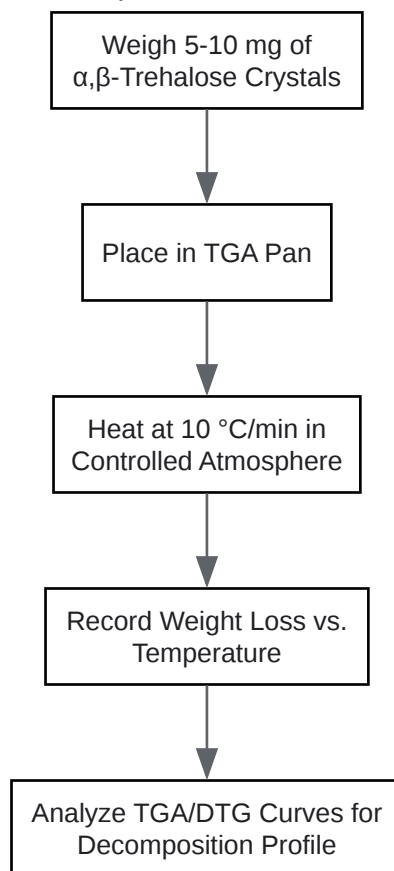 Weigh 5-10 mg of
α,β-Trehalose Crystals
Place in TGA Pan
Heat at 10 °C/min in
Controlled Atmosphere
Record Weight Loss vs.
Temperature
Analyze TGA/DTG Curves for
Decomposition Profile